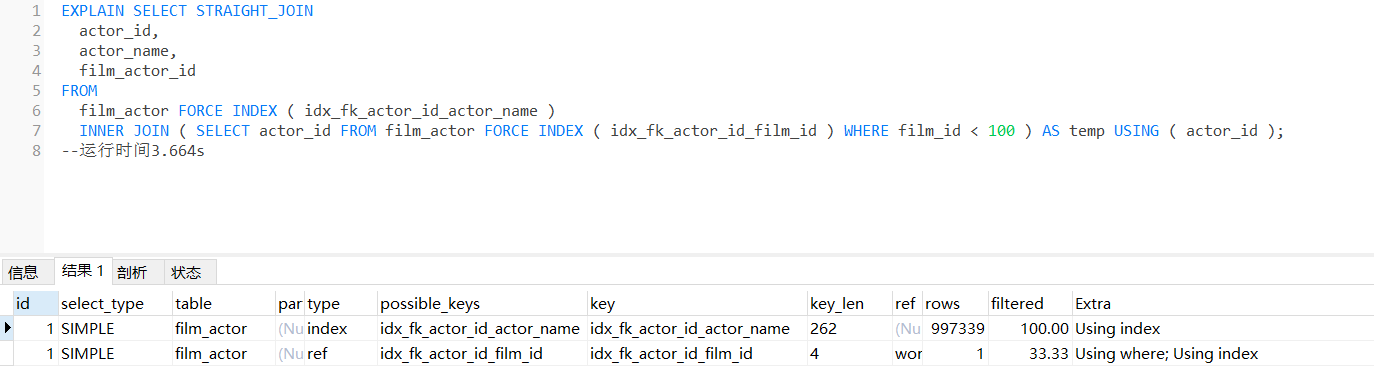 1 EXPLAIN SELECT STRAIGHT_JOIN
2 actor_id,
3 actor_name,
4 film_actor_id
5 FROM
6 film_actor FORCE INDEX ( idx_fk_actor_id_actor_name )
7 INNER JOIN ( SELECT actor_id FROM film_actor FORCE INDEX ( idx_fk_actor_id_film_id ) WHERE film_id < 100 ) AS temp USING ( actor_id );
8 --运行时间3.664s
信息 结果 1 剖析 状态
id select_type table par type possible_keys key key_len ref rows filtered Extra
1 SIMPLE film_actor (Nu index idx_fk_actor_id_actor_name idx_fk_actor_id_actor_name 262 (Nu 997339 100.00 Using index
1 SIMPLE film_actor (Nu ref idx_fk_actor_id_film_id idx_fk_actor_id_film_id 4 wor 1 33.33 Using where; Using index